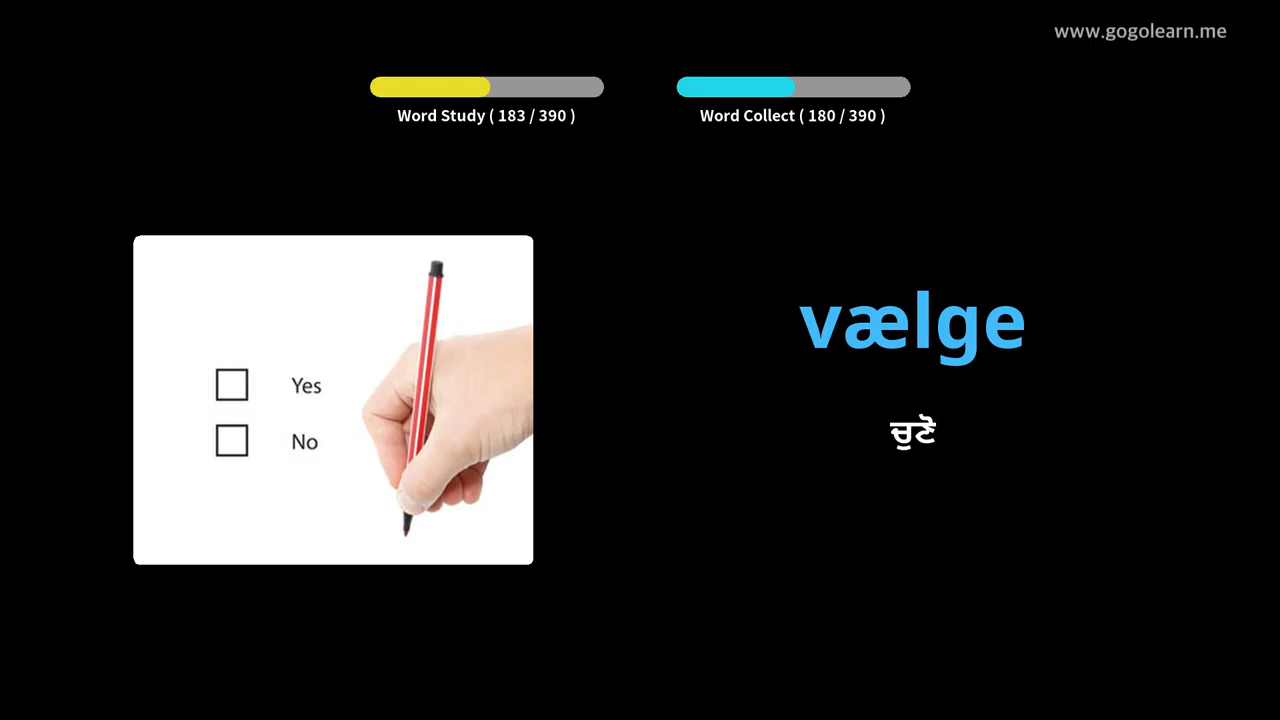 www.gogolearn.me
Word Study ( 183 / 390 )
Word Collect ( 180 / 390 )
Yes
No
vælge
ਚੁਣੋ